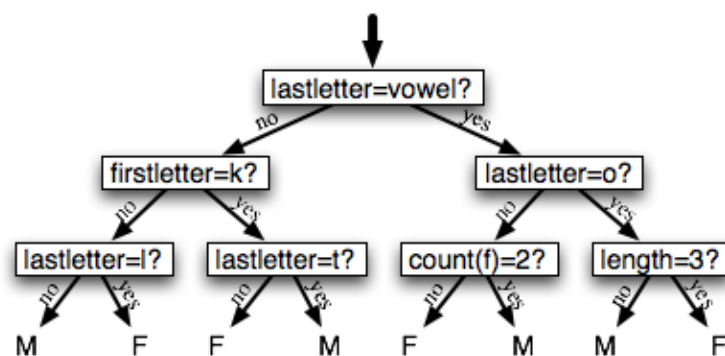 lastletter=vowel?
no yes
firstletter=k? lastletter=o?
no yes no yes
lastletter=l? lastletter=t? count(f)=2? length=3?
no yes no yes no yes no yes
M F F M F M M F